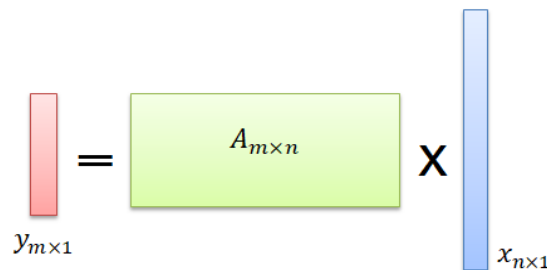 A_{m×n}
= X
y_{m×1}
x_{n×1}